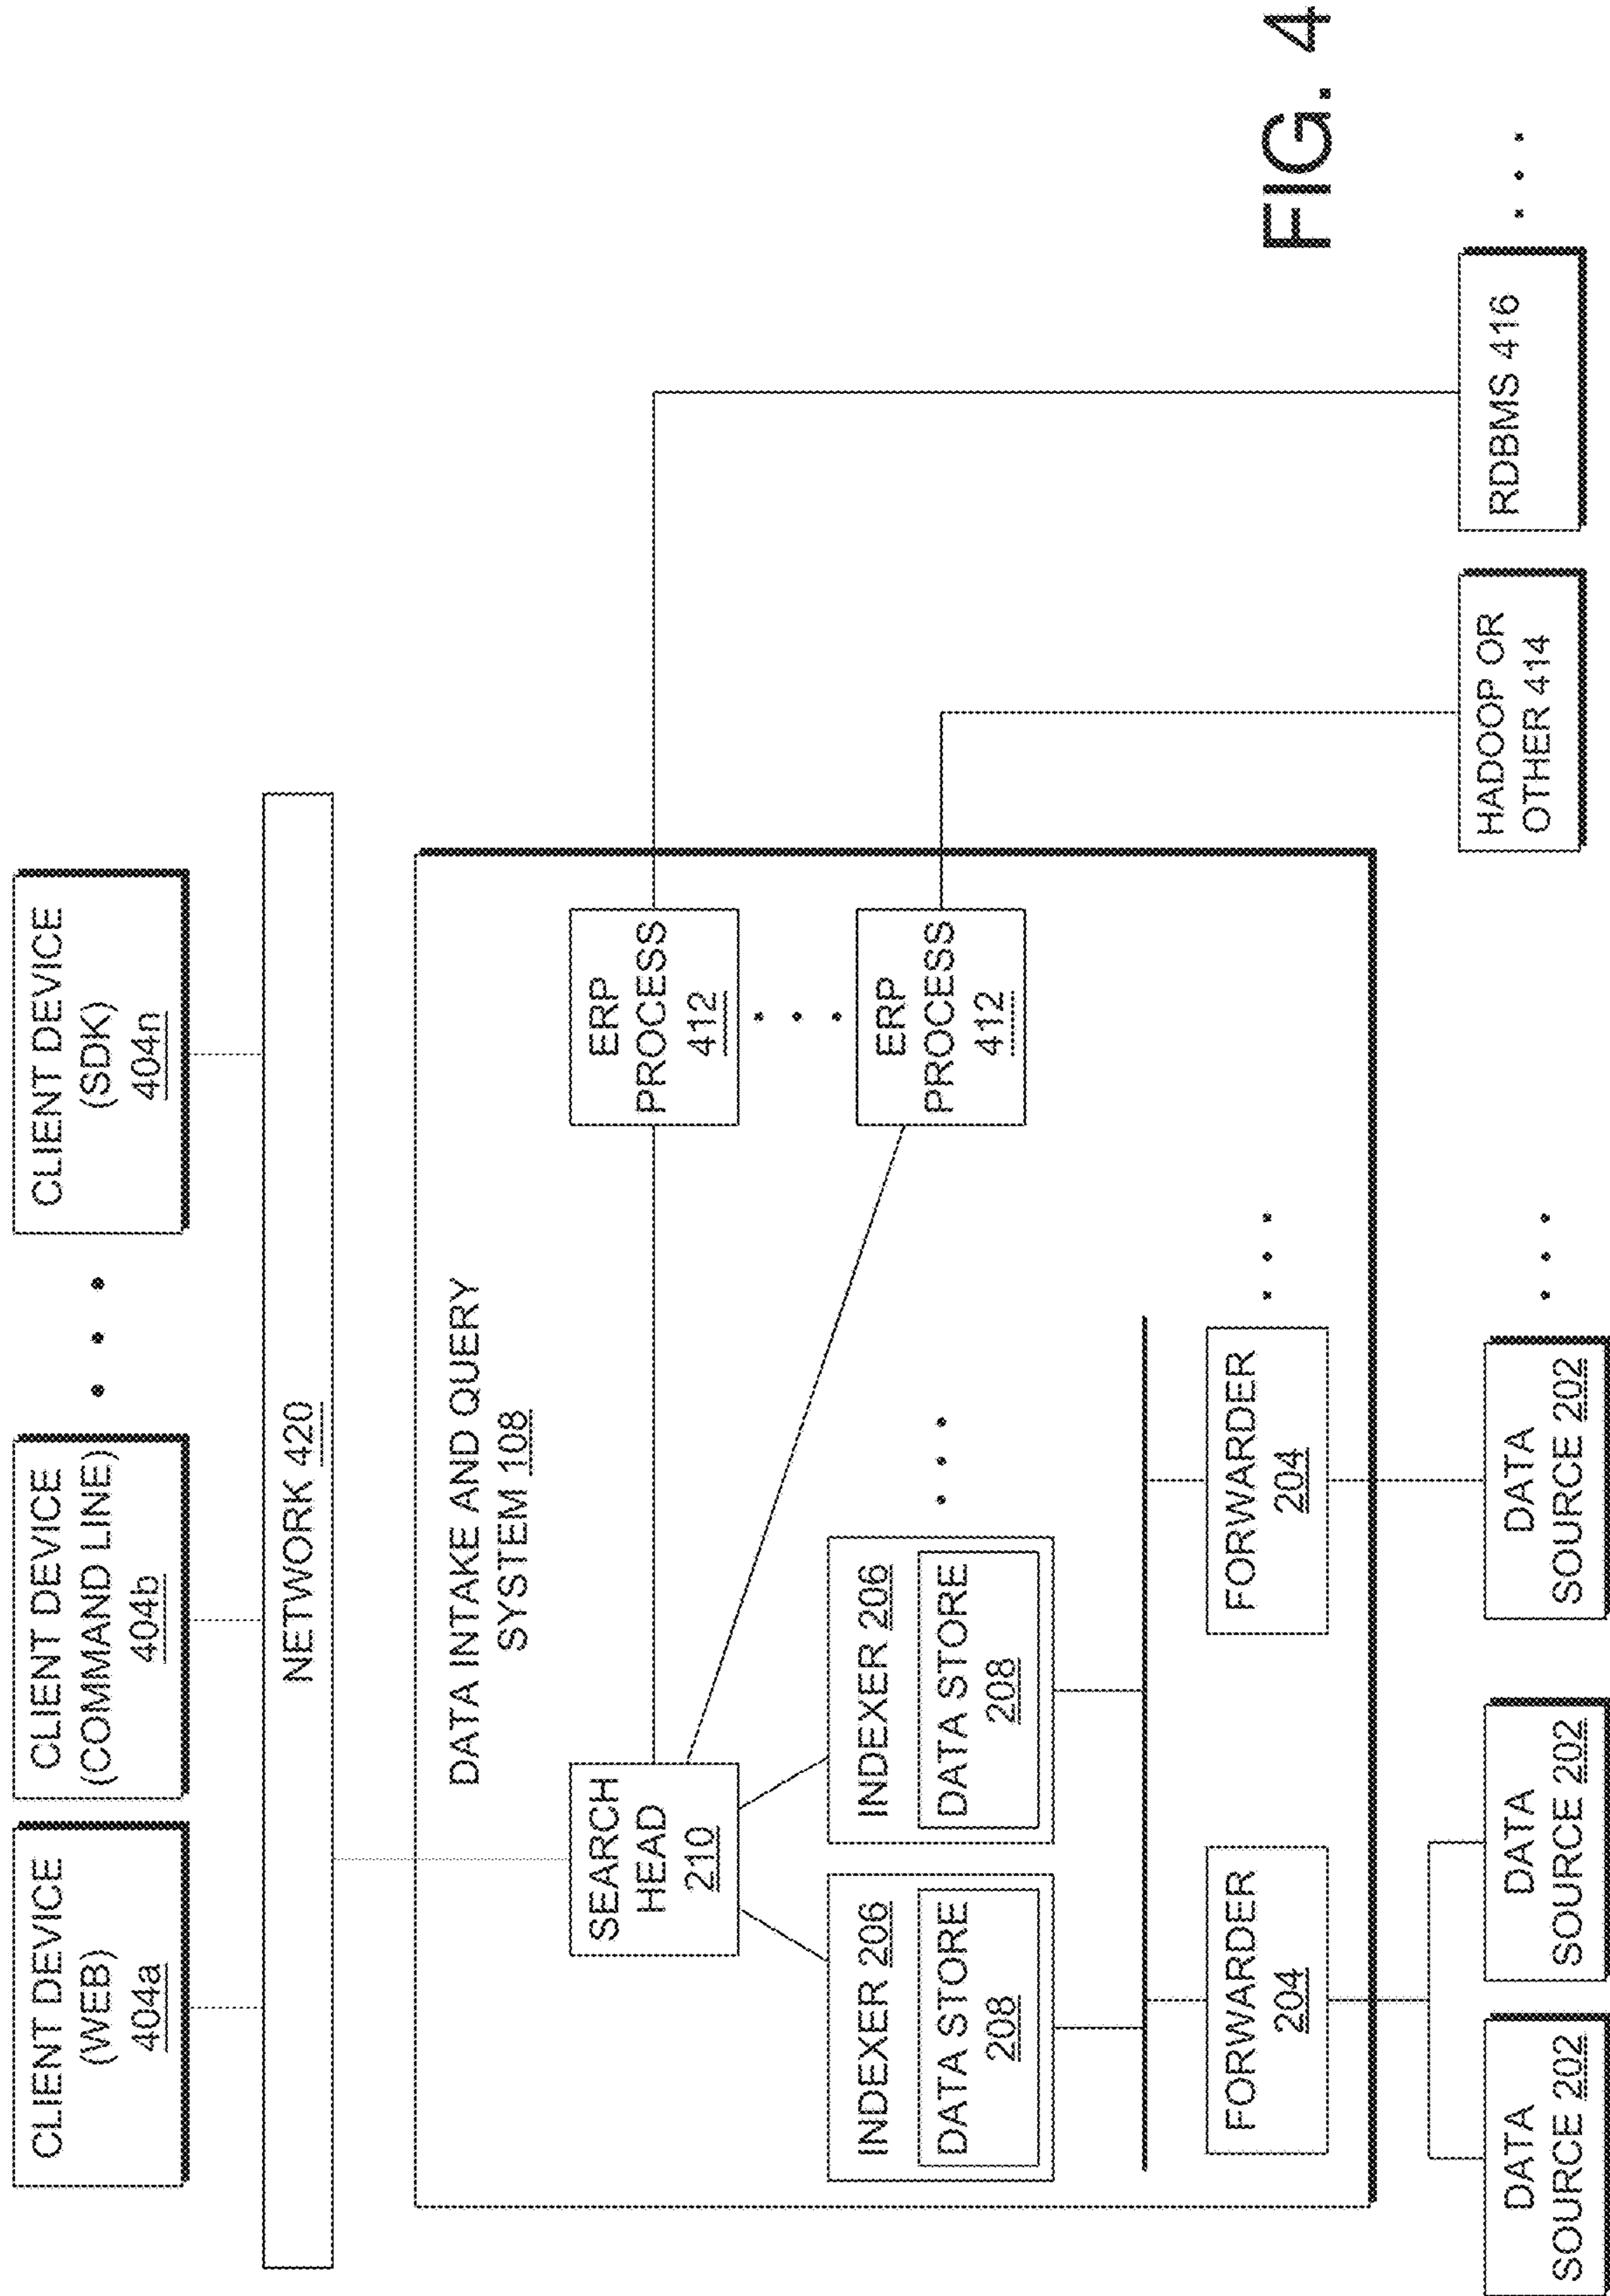 CLIENT DEVICE
(WEB)
404a
CLIENT DEVICE
(COMMAND LINE)
404b
CLIENT DEVICE
(SDK)
404n
NETWORK 420
DATA INTAKE AND QUERY
SYSTEM 108
SEARCH
HEAD
210
ERP
PROCESS
412
ERP
PROCESS
412
INDEXER 206
DATA STORE
208
INDEXER 206
DATA STORE
208
FORWARDER
204
FORWARDER
204
DATA
SOURCE 202
DATA
SOURCE 202
DATA
SOURCE 202
HADOOP OR
OTHER 414
RDBMS 416
FIG. 4